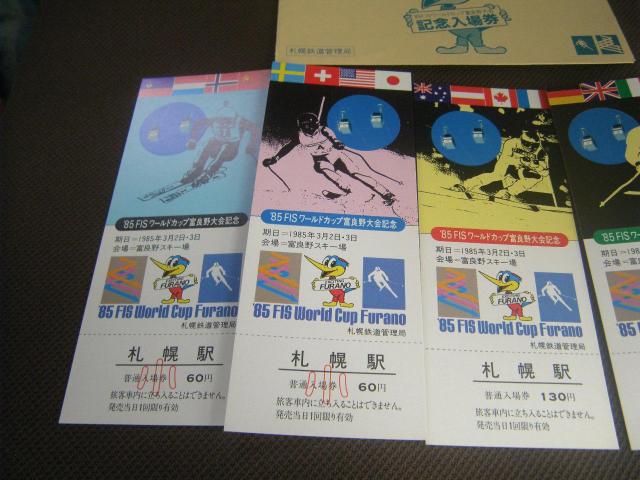 '85 FIS ワールドカップ富良野大会
記念入場券
札幌鉄道管理局
'85 FIS ワールドカップ富良野大会記念
期日=1985年3月2日・3日
会場=富良野スキー場
FURANO
'85 FIS World Cup Furano
札幌鉄道管理局
札幌駅
普通入場券 60円
旅客車内に立ち入ることはできません。
発売当日1回限り有効
'85 FIS ワールドカップ富良野大会記念
期日=1985年3月2日・3日
会場=富良野スキー場
FURANO
'85 FIS World Cup Furano
札幌鉄道管理局
札幌駅
普通入場券 60円
旅客車内に立ち入ることはできません。
発売当日1回限り有効
'85 FIS ワールドカップ富良野大会記念
期日=1985年3月2日・3日
会場=富良野スキー場
FURANO
'85 FIS World Cup Furano
札幌鉄道管理局
札幌駅
普通入場券 130円
旅客車内に立ち入ることはできません。
発売当日1回限り有効
'85 FIS ワ
期日=1985
会場=富良
'85 FI